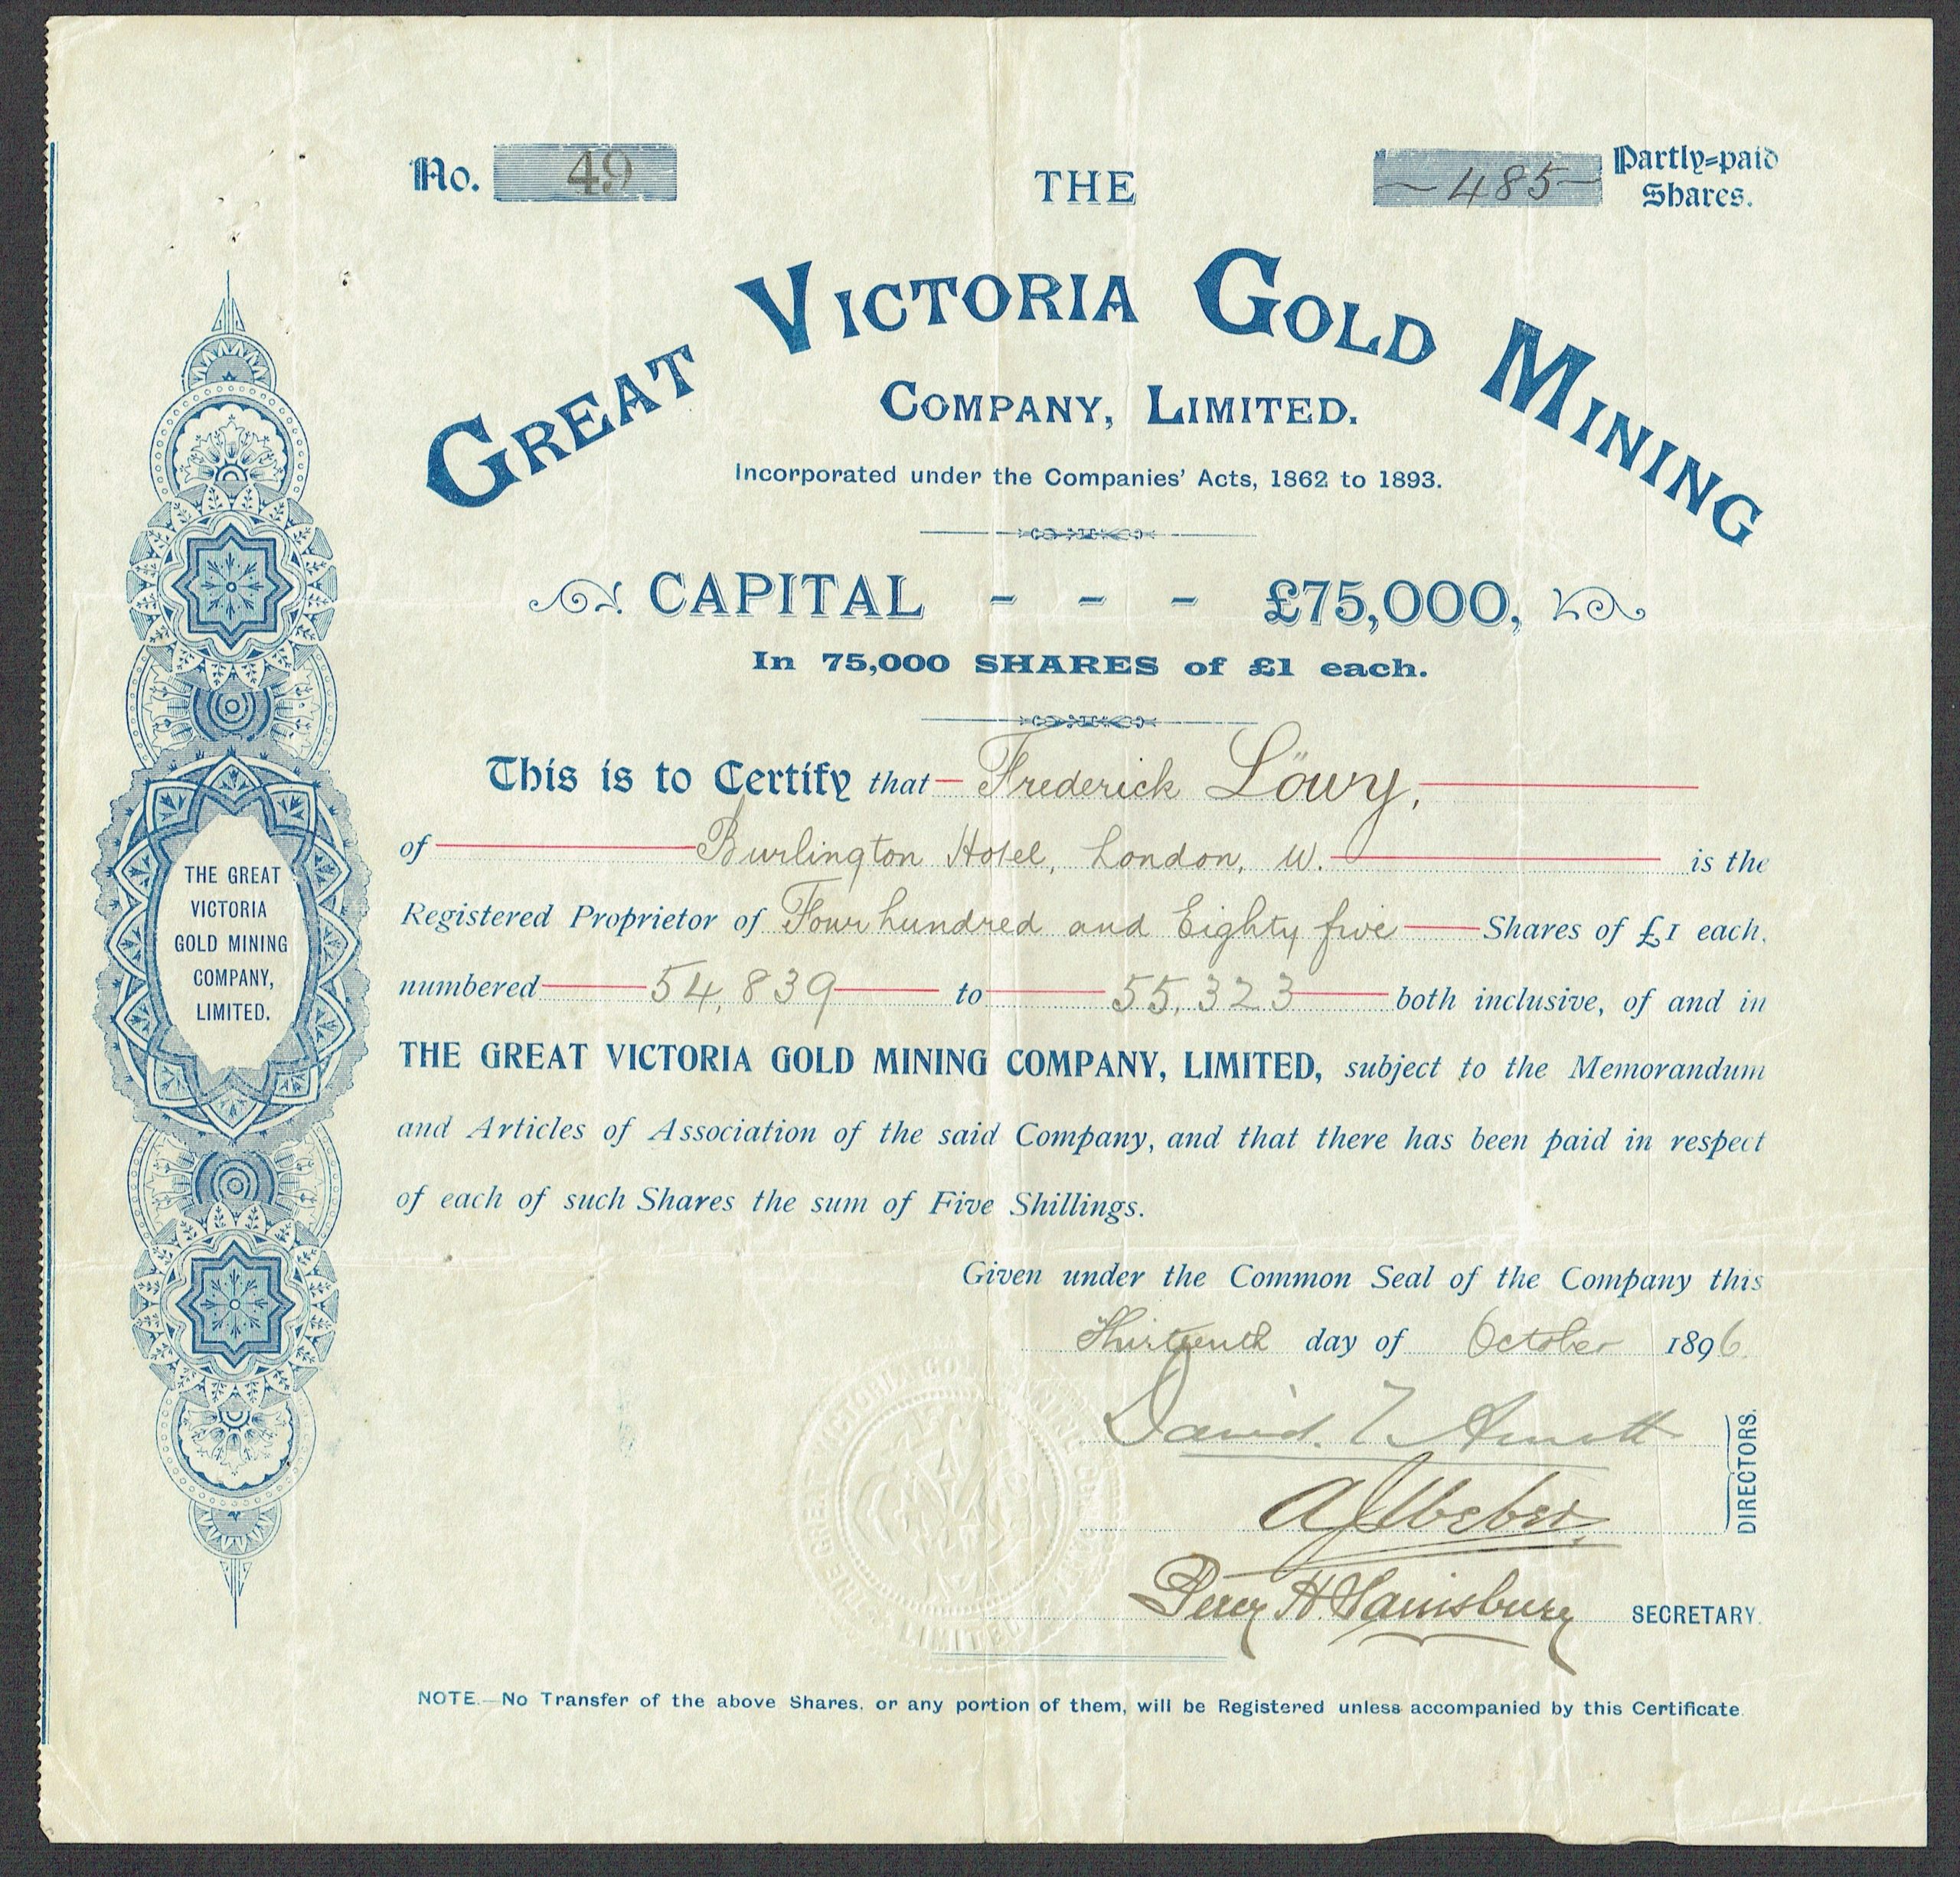 No. 49
THE
485 Partly-paid
Shares.
GREAT VICTORIA GOLD MINING
COMPANY, LIMITED.
Incorporated under the Companies' Acts, 1862 to 1893.
CAPITAL - - - £75,000,
In 75,000 SHARES of £1 each.
This is to Certify that Frederick Löwy,
of Burlington Hotel, London, W. is the
Registered Proprietor of Four hundred and Eighty five Shares of £1 each,
numbered 54,839 to 55,323 both inclusive, of and in
THE GREAT VICTORIA GOLD MINING COMPANY, LIMITED, subject to the Memorandum
and Articles of Association of the said Company, and that there has been paid in respect
of each of such Shares the sum of Five Shillings.
Given under the Common Seal of the Company this
Thirteenth day of October 1896
David. T Arnott
A J Weber
DIRECTORS.
Percy H. Sainsbury SECRETARY.
NOTE.—No Transfer of the above Shares, or any portion of them, will be Registered unless accompanied by this Certificate.
THE GREAT
VICTORIA
GOLD MINING
COMPANY,
LIMITED.
LIMITED